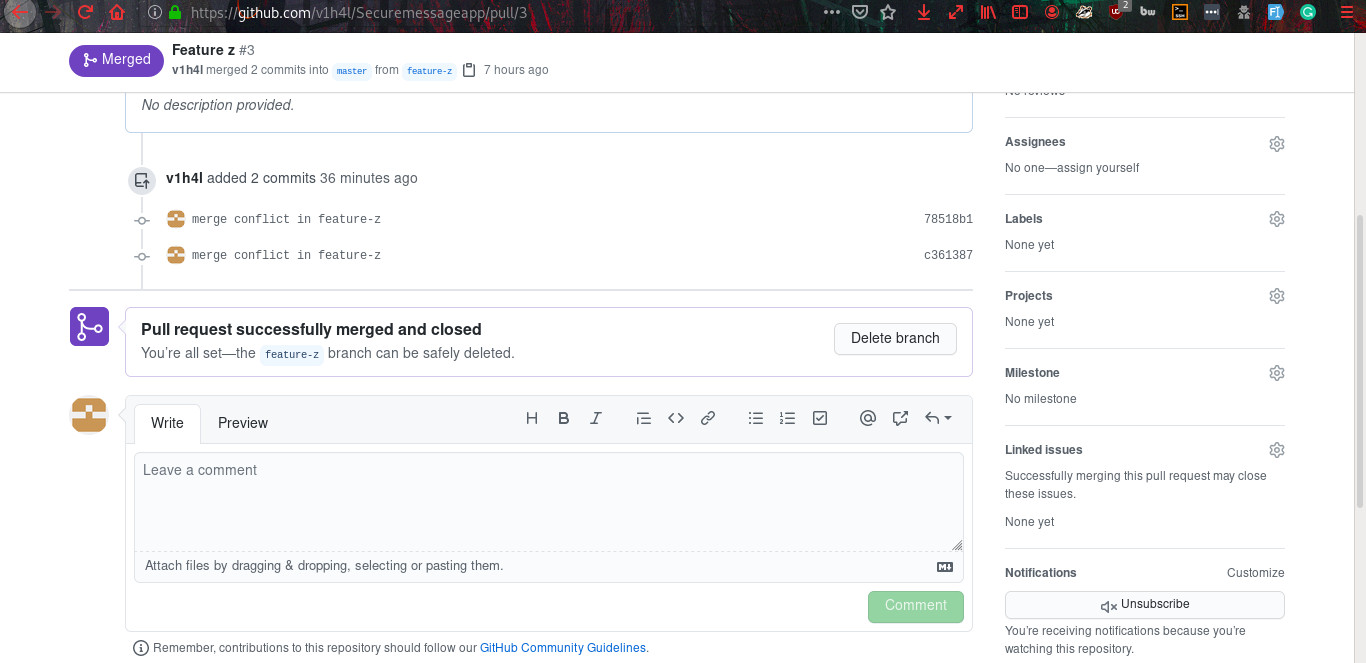 https://github.com/v1h4l/Securemessageapp/pull/3
2
Merged
Feature z #3
v1h4l merged 2 commits into master from feature-z 7 hours ago
No description provided.
v1h4l added 2 commits 36 minutes ago
merge conflict in feature-z 78518b1
merge conflict in feature-z c361387
Pull request successfully merged and closed
You're all set—the feature-z branch can be safely deleted.
Delete branch
Write Preview
Leave a comment
Attach files by dragging & dropping, selecting or pasting them.
Comment
Remember, contributions to this repository should follow our GitHub Community Guidelines.
No reviews
Assignees
No one—assign yourself
Labels
None yet
Projects
None yet
Milestone
No milestone
Linked issues
Successfully merging this pull request may close
these issues.
None yet
Notifications Customize
Unsubscribe
You're receiving notifications because you're
watching this repository.